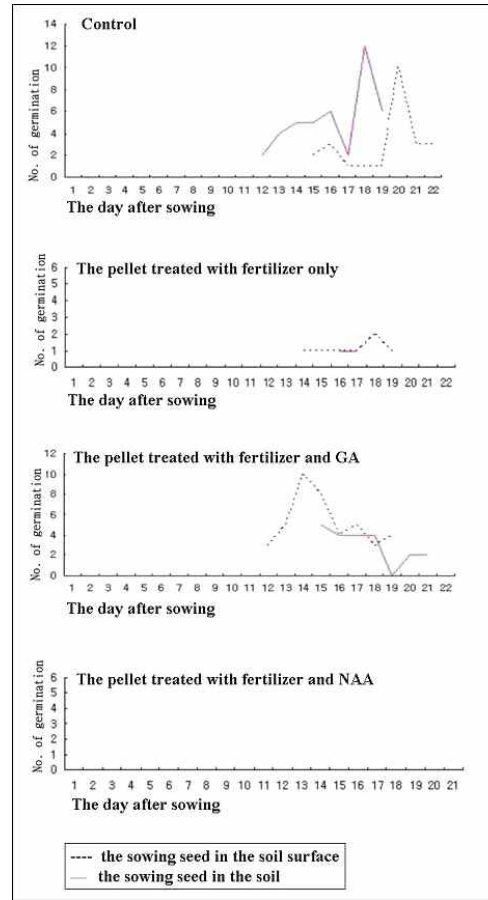 Control
No. of germination
14
12
10
8
6
4
2
0
1 2 3 4 5 6 7 8 9 10 11 12 13 14 15 16 17 18 19 20 21 22
The day after sowing
The pellet treated with fertilizer only
No. of germination
6
5
4
3
2
1
0
1 2 3 4 5 6 7 8 9 10 11 12 13 14 15 16 17 18 19 20 21 22
The day after sowing
The pellet treated with fertilizer and GA
No. of germination
12
10
8
6
4
2
0
1 2 3 4 5 6 7 8 9 10 11 12 13 14 15 16 17 18 19 20 21 22
The day after sowing
The pellet treated with fertilizer and NAA
No. of germination
6
5
4
3
2
1
0
1 2 3 4 5 6 7 8 9 10 11 12 13 14 15 16 17 18 19 20 21
The day after sowing
the sowing seed in the soil surface
the sowing seed in the soil